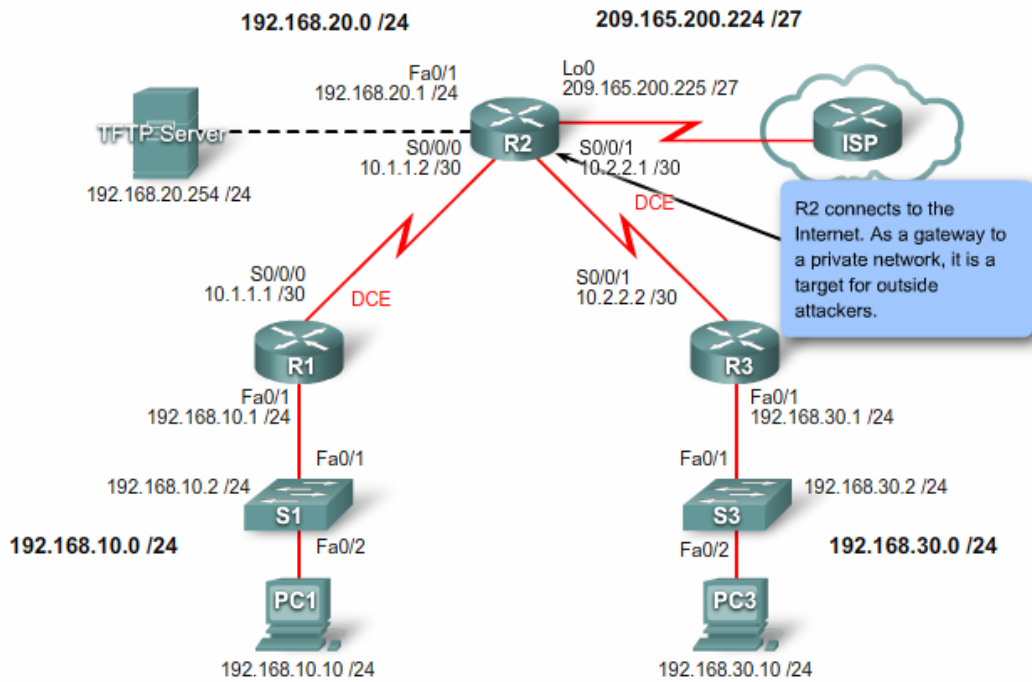 192.168.20.0 /24
209.165.200.224 /27
Fa0/1
192.168.20.1 /24
Lo0
209.165.200.225 /27
TFTP Server
R2
ISP
S0/0/0
10.1.1.2 /30
S0/0/1
10.2.2.1 /30
192.168.20.254 /24
DCE
R2 connects to the
Internet. As a gateway to
a private network, it is a
target for outside
attackers.
S0/0/0
10.1.1.1 /30
DCE
S0/0/1
10.2.2.2 /30
R1
R3
Fa0/1
192.168.10.1 /24
Fa0/1
192.168.30.1 /24
Fa0/1
192.168.10.2 /24
Fa0/1
192.168.30.2 /24
S1
S3
192.168.10.0 /24
Fa0/2
Fa0/2
192.168.30.0 /24
PC1
PC3
192.168.10.10 /24
192.168.30.10 /24